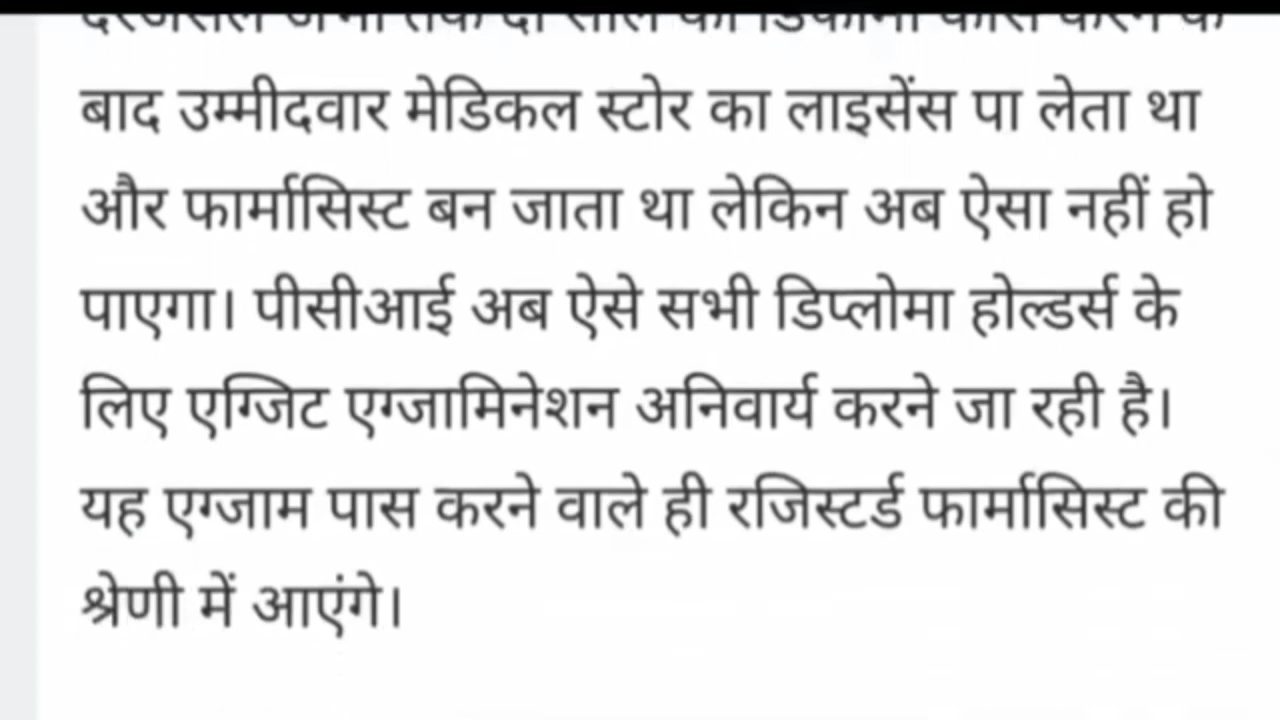 बाद उम्मीदवार मेडिकल स्टोर का लाइसेंस पा लेता था
और फार्मासिस्ट बन जाता था लेकिन अब ऐसा नहीं हो
पाएगा। पीसीआई अब ऐसे सभी डिप्लोमा होल्डर्स के
लिए एग्जिट एग्जामिनेशन अनिवार्य करने जा रही है।
यह एग्जाम पास करने वाले ही रजिस्टर्ड फार्मासिस्ट की
श्रेणी में आएंगे।